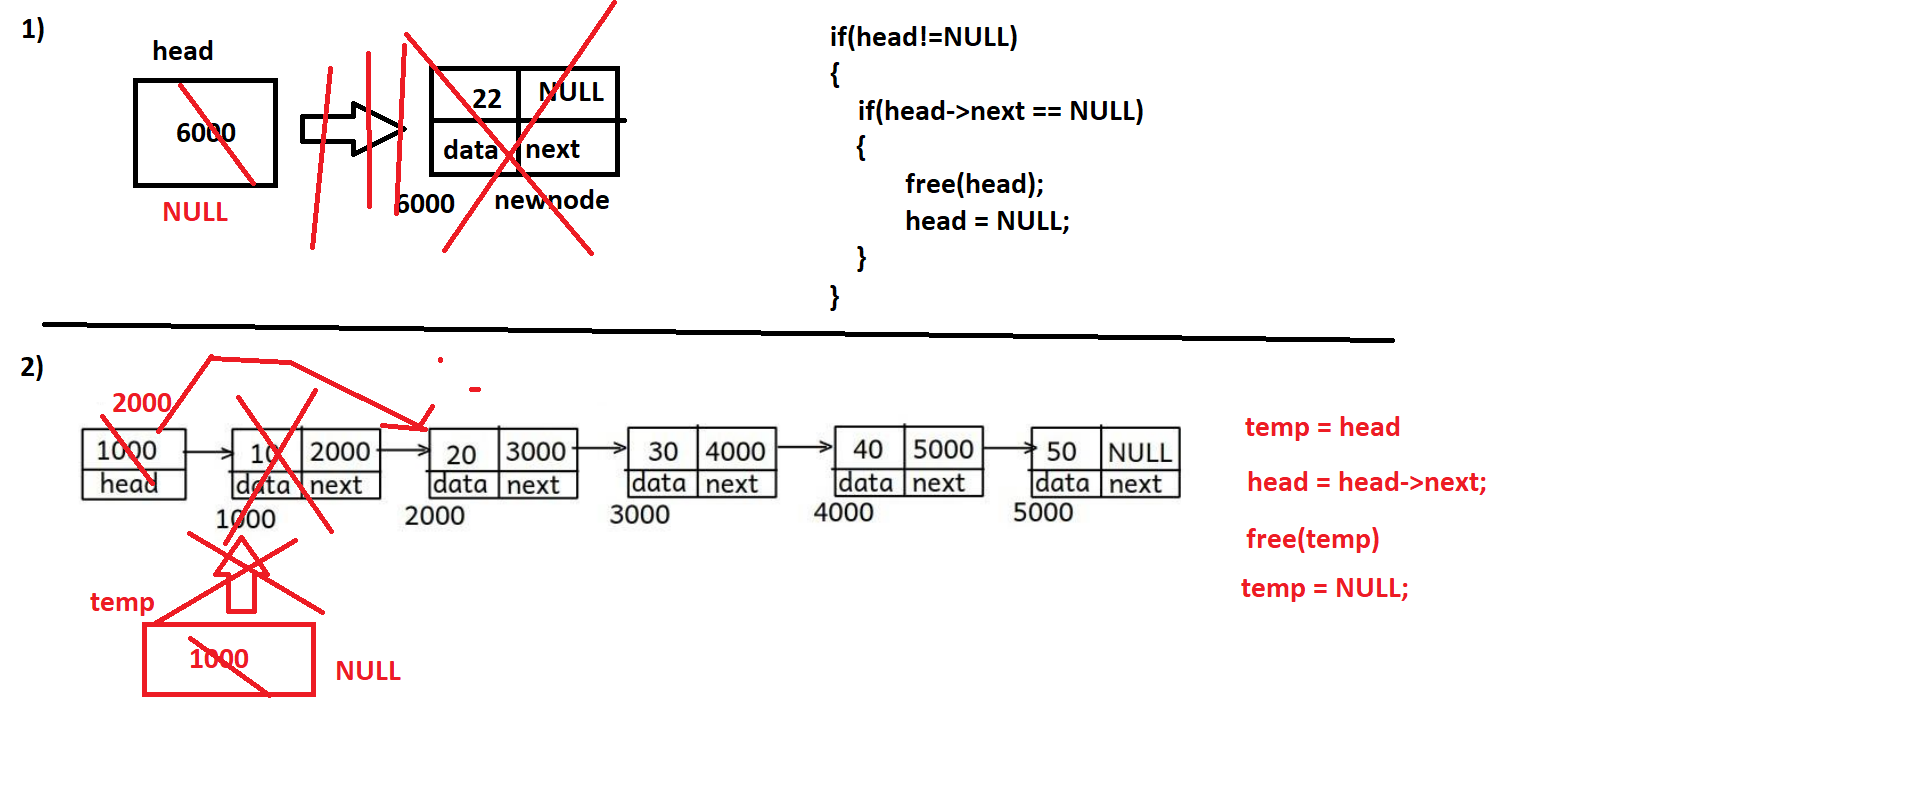 1)
head
6000
NULL
22 NULL
data next
6000 newnode
if(head!=NULL)
{
if(head->next == NULL)
{
free(head);
head = NULL;
}
}
2)
2000
1000 10 2000 20 3000 30 4000 40 5000 50 NULL
head data next data next data next data next data next
1000 2000 3000 4000 5000
temp
1000 NULL
temp = head
head = head->next;
free(temp)
temp = NULL;